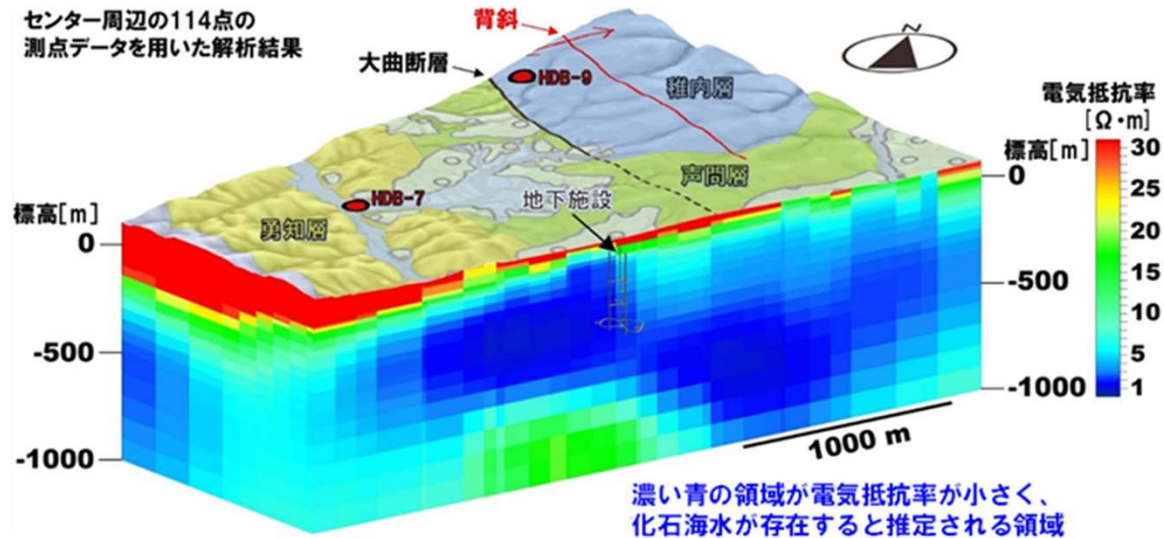 センター周辺の114点の
測点データを用いた解析結果
背斜
N
大曲断層
HDB-9
稚内層
電気抵抗率
[Ω・m]
標高[m]
30
25
20
15
10
5
1
0
-500
-1000
声問層
地下施設
HDB-7
勇知層
標高[m]
0
-500
-1000
1000 m
濃い青の領域が電気抵抗率が小さく、
化石海水が存在すると推定される領域